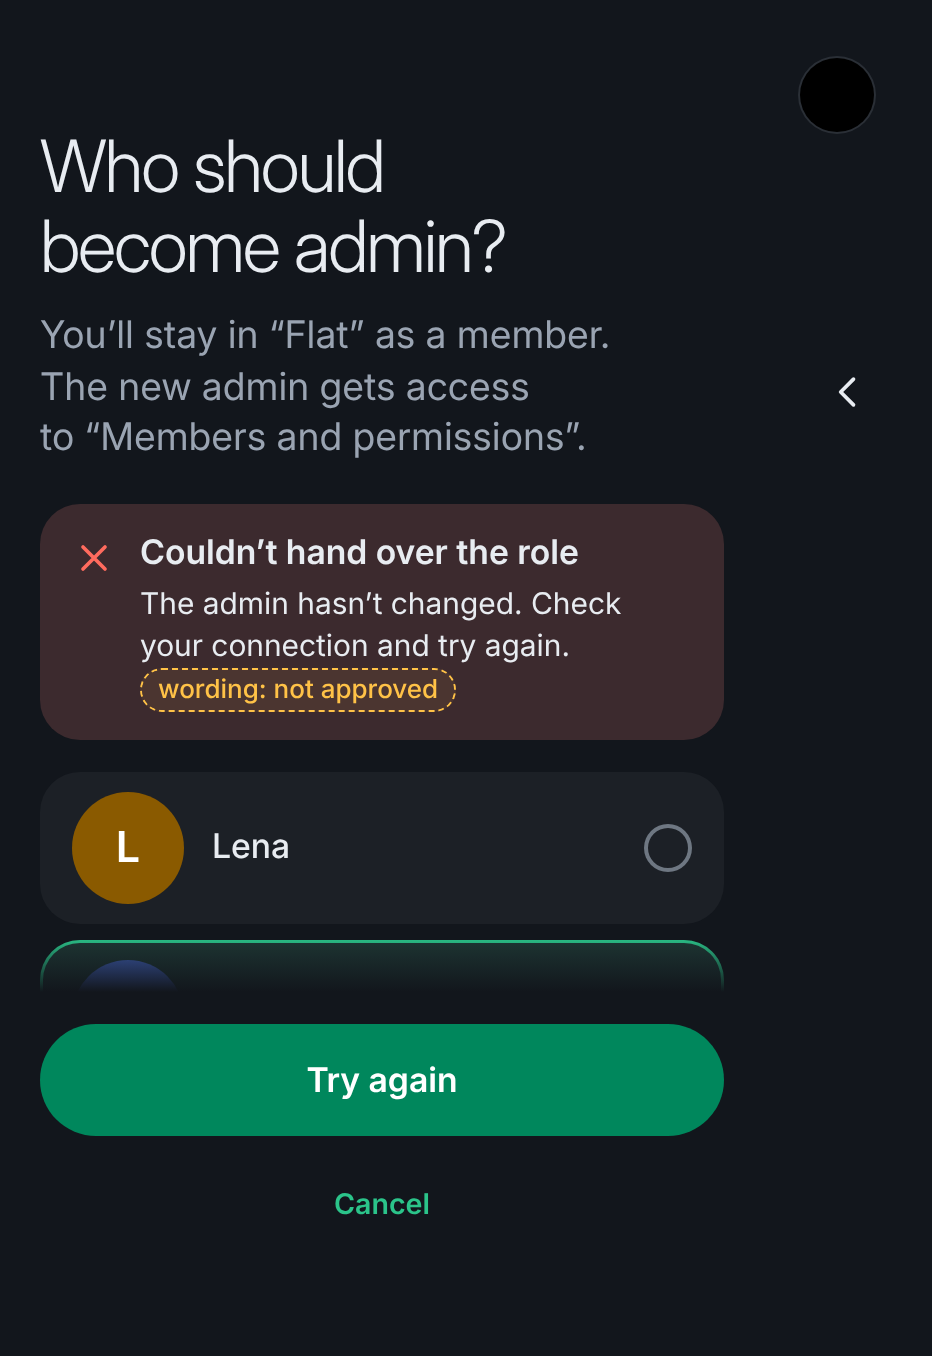 Who should
become admin?
You’ll stay in “Flat” as a member.
The new admin gets access
to “Members and permissions”.
Couldn’t hand over the role
The admin hasn’t changed. Check
your connection and try again.
wording: not approved
L
Lena
Try again
Cancel